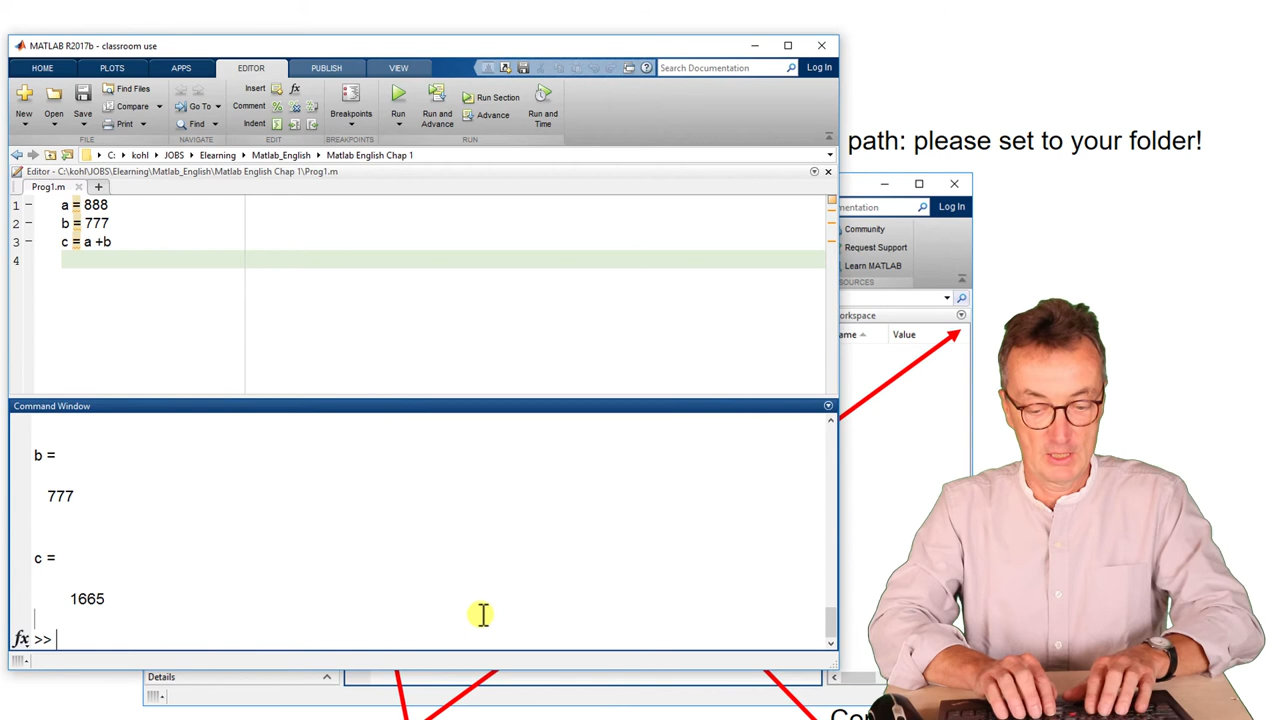 MATLAB R2017b - classroom use
HOME PLOTS APPS EDITOR PUBLISH VIEW Search Documentation Log In
New Open Save Find Files Compare Print Go To Find Insert Comment Indent fx Breakpoints Run Run and Advance Run Section Advance Run and Time
FILE NAVIGATE EDIT BREAKPOINTS RUN
C: kohl JOBS Elearning Matlab_English Matlab English Chap 1
path: please set to your folder!
Editor - C:\kohl\JOBS\Elearning\Matlab_English\Matlab English Chap 1\Prog1.m
Prog1.m
1 a = 888
2 b = 777
3 c = a +b
4
mentation Log In
Community
Request Support
Learn MATLAB
SOURCES
orkspace
ame Value
Command Window
b =
777
c =
1665
fx >>
Details